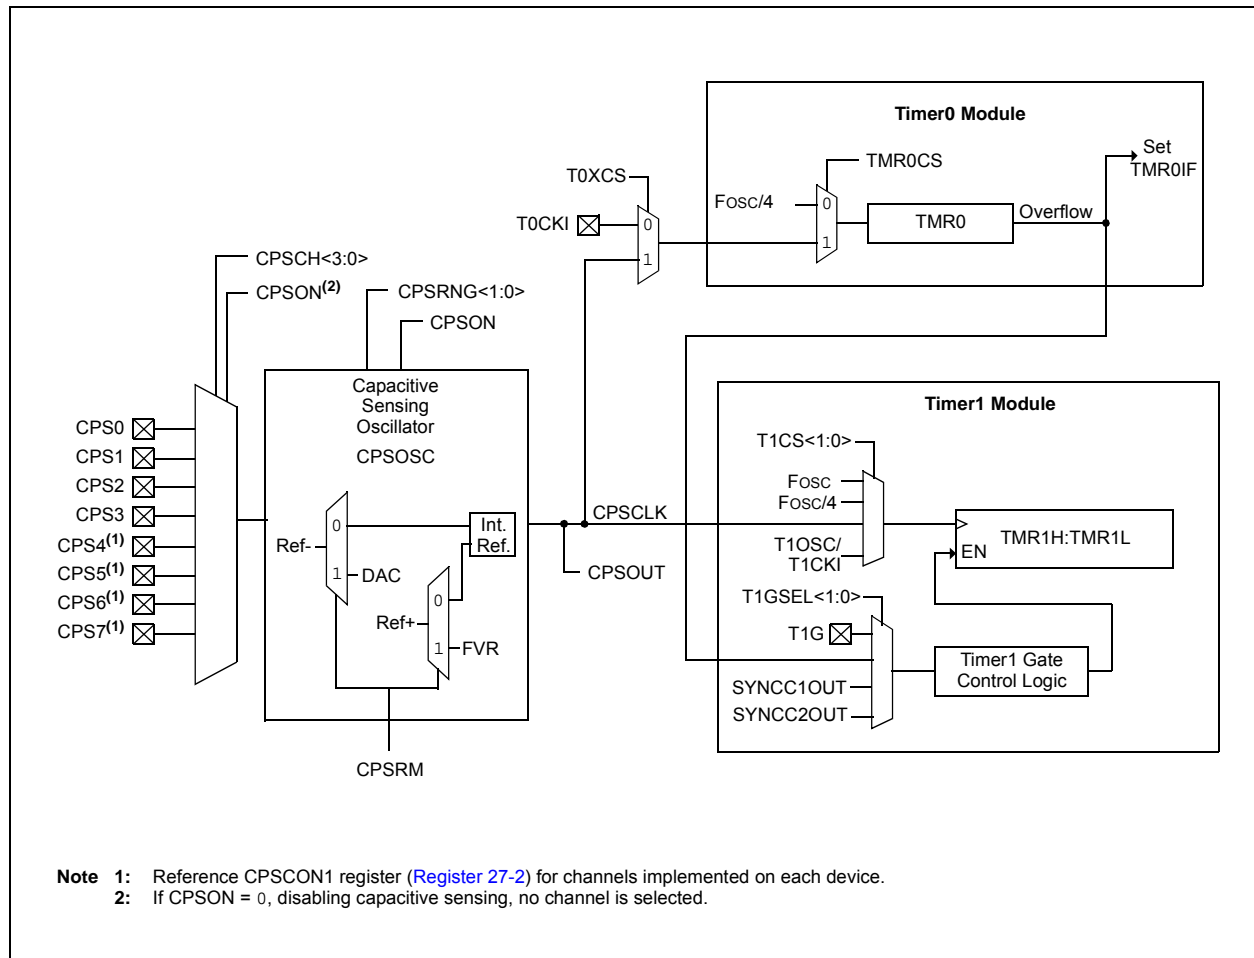 Timer0 Module
Set
TMR0IF
TMR0CS
T0XCS
FOSC/4
0
1
TMR0
Overflow
T0CKI
0
1
CPSCH<3:0>
CPSON(2)
CPSRNG<1:0>
CPSON
Capacitive
Sensing
Oscillator
CPSOSC
CPS0
CPS1
CPS2
CPS3
CPS4(1)
CPS5(1)
CPS6(1)
CPS7(1)
0
1
Ref-
DAC
Int.
Ref.
0
1
Ref+
FVR
CPSRM
CPSCLK
CPSOUT
Timer1 Module
T1CS<1:0>
FOSC
FOSC/4
T1OSC/
T1CKI
TMR1H:TMR1L
EN
T1GSEL<1:0>
T1G
SYNCC1OUT
SYNCC2OUT
Timer1 Gate
Control Logic
Note 1: Reference CPSCON1 register (Register 27-2) for channels implemented on each device.
2: If CPSON = 0, disabling capacitive sensing, no channel is selected.